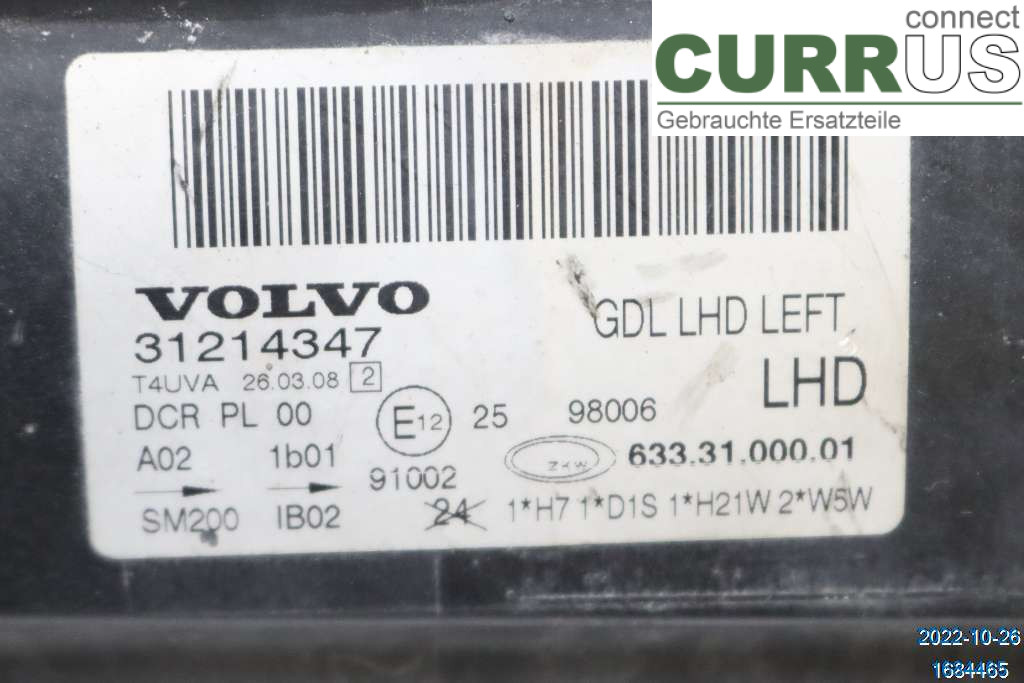 connect
CURRUS
Gebrauchte Ersatzteile
VOLVO
31214347
GDL LHD LEFT
LHD
T4UVA 26.03.08 2
DCR PL 00
E12 25 98006
A02 1b01
91002
ZKW 633.31.000.01
SM200 IB02
24 1*H7 1*D1S 1*H21W 2*W5W
2022-10-26
1684465